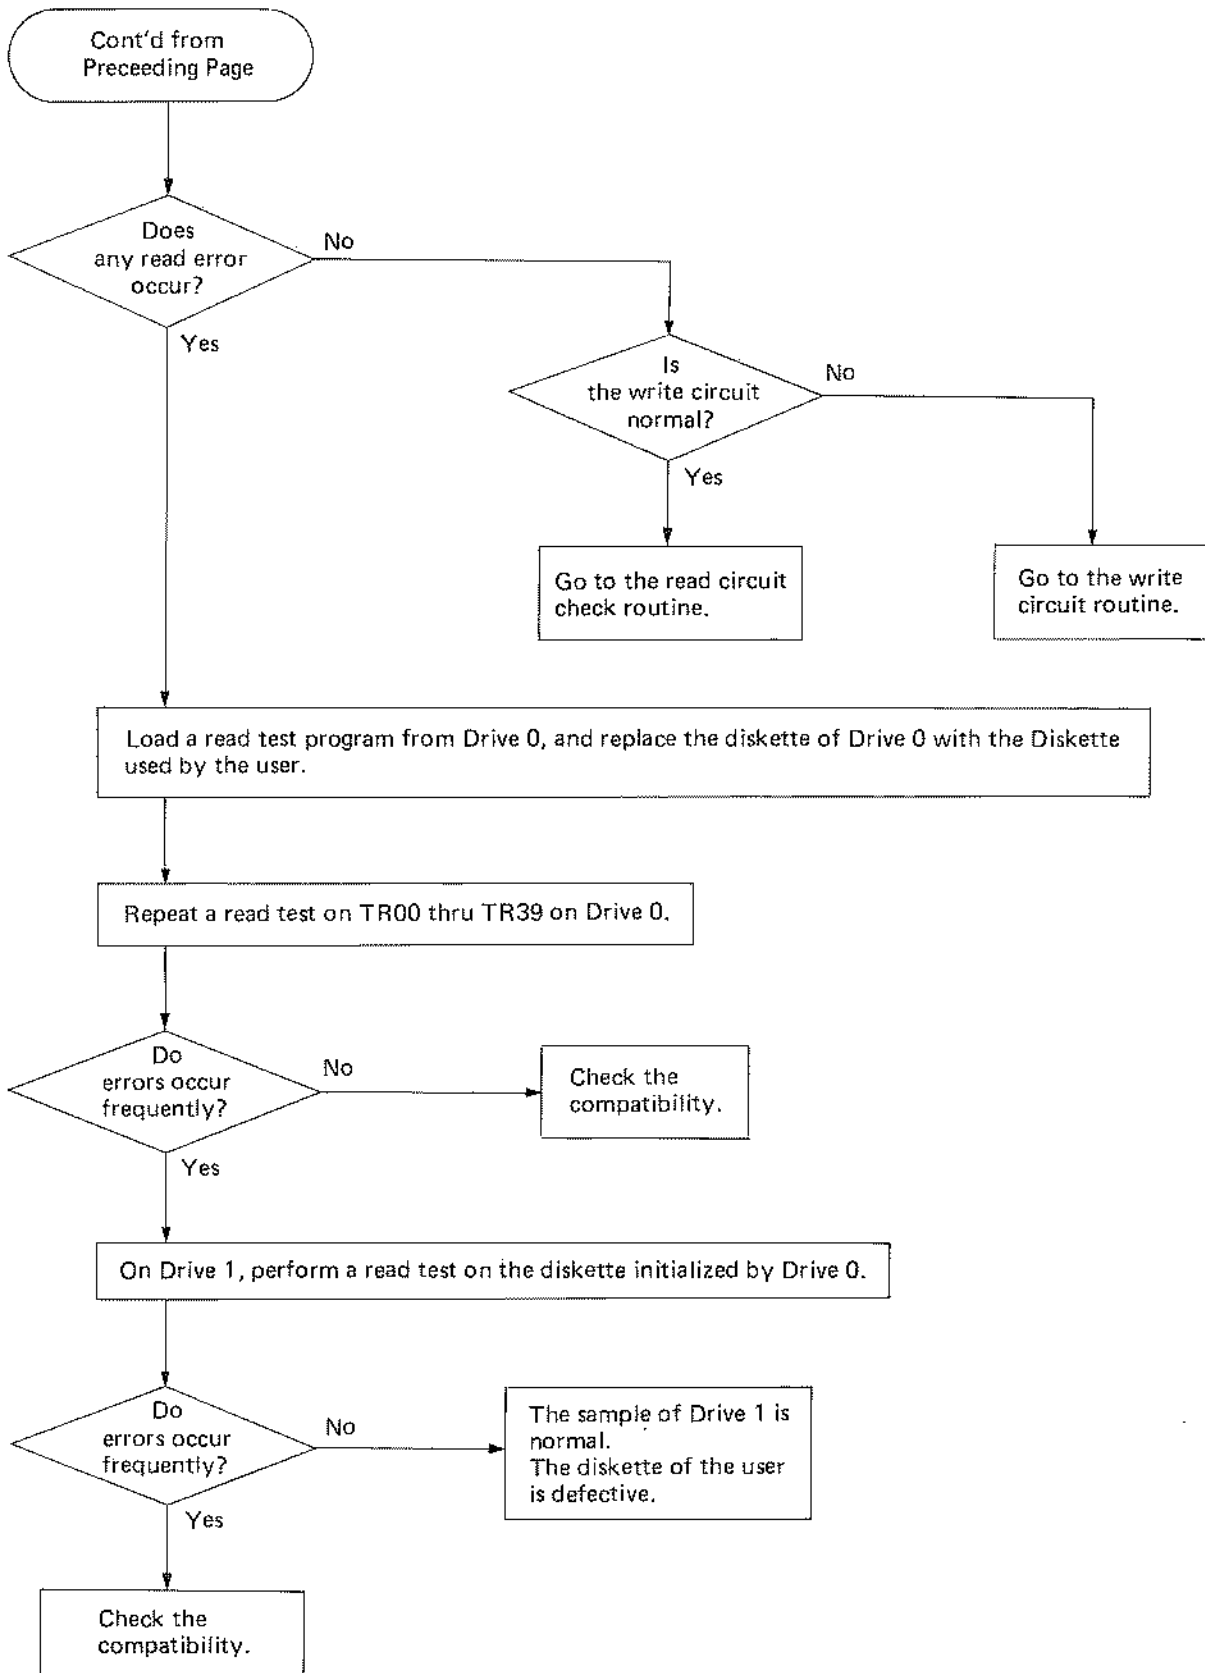 Cont'd from
Preceeding Page
Does
any read error
occur?
No
Yes
Is
the write circuit
normal?
No
Yes
Go to the read circuit
check routine.
Go to the write
circuit routine.
Load a read test program from Drive 0, and replace the diskette of Drive 0 with the Diskette
used by the user.
Repeat a read test on TR00 thru TR39 on Drive 0.
Do
errors occur
frequently?
No
Yes
Check the
compatibility.
On Drive 1, perform a read test on the diskette initialized by Drive 0.
Do
errors occur
frequently?
No
Yes
The sample of Drive 1 is
normal.
The diskette of the user
is defective.
Check the
compatibility.